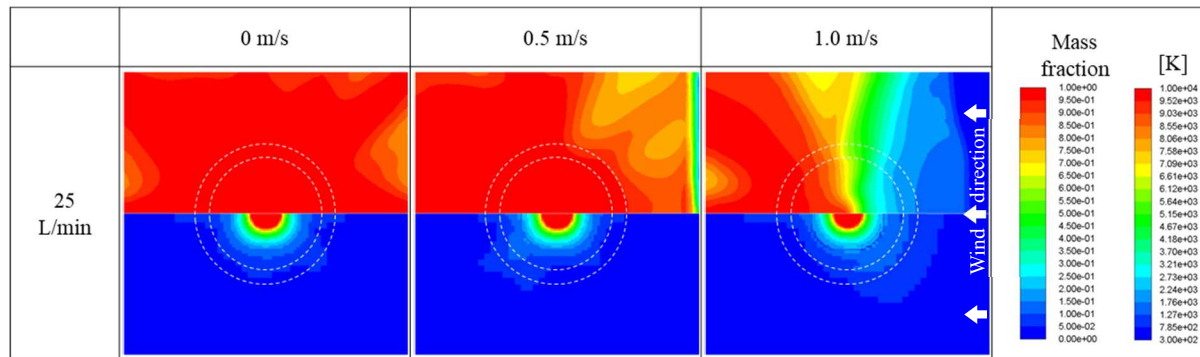 0 m/s
0.5 m/s
1.0 m/s
Mass
fraction
[K]
25
L/min
Wind direction
1.00e+00
9.50e-01
9.00e-01
8.50e-01
8.00e-01
7.50e-01
7.00e-01
6.50e-01
6.00e-01
5.50e-01
5.00e-01
4.50e-01
4.00e-01
3.50e-01
3.00e-01
2.50e-01
2.00e-01
1.50e-01
1.00e-01
5.00e-02
0.00e+00
1.00e+04
9.52e+03
9.03e+03
8.55e+03
8.06e+03
7.58e+03
7.09e+03
6.61e+03
6.12e+03
5.64e+03
5.15e+03
4.67e+03
4.18e+03
3.70e+03
3.21e+03
2.73e+03
2.24e+03
1.76e+03
1.27e+03
7.85e+02
3.00e+02